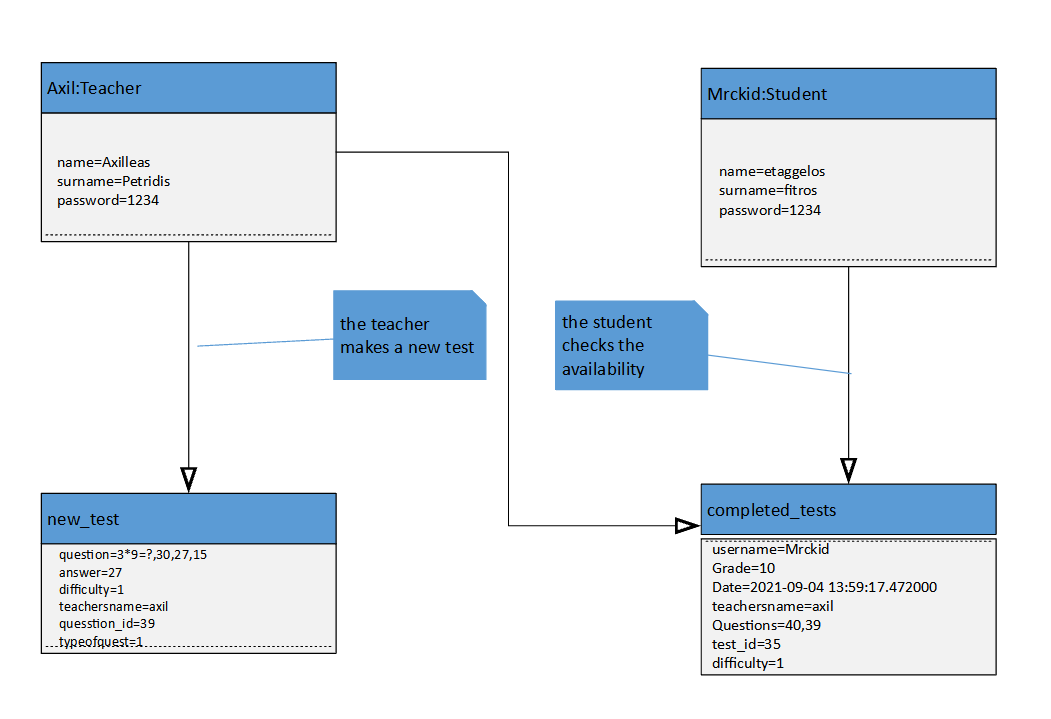 Axil:Teacher
name=Axilleas
surname=Petridis
password=1234
Mrckid:Student
name=etaggelos
surname=fitros
password=1234
the teacher
makes a new test
the student
checks the
availability
new_test
question=3*9=?,30,27,15
answer=27
difficulty=1
teachersname=axil
quesstion_id=39
typeofquest=1
completed_tests
username=Mrckid
Grade=10
Date=2021-09-04 13:59:17.472000
teachersname=axil
Questions=40,39
test_id=35
difficulty=1